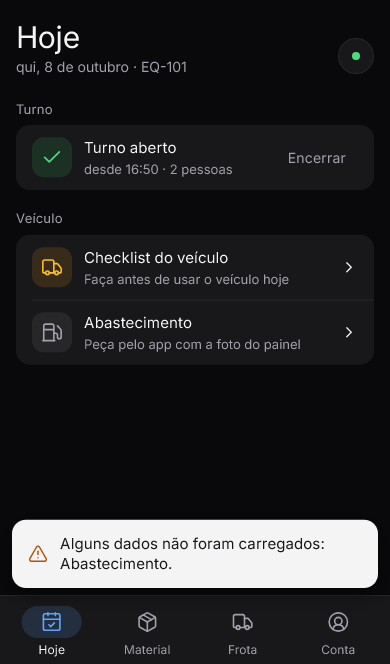 Hoje
qui, 8 de outubro · EQ-101
Turno
Turno aberto
desde 16:50 · 2 pessoas
Encerrar
Veículo
Checklist do veículo
Faça antes de usar o veículo hoje
Abastecimento
Peça pelo app com a foto do painel
Alguns dados não foram carregados:
Abastecimento.
Hoje
Material
Frota
Conta